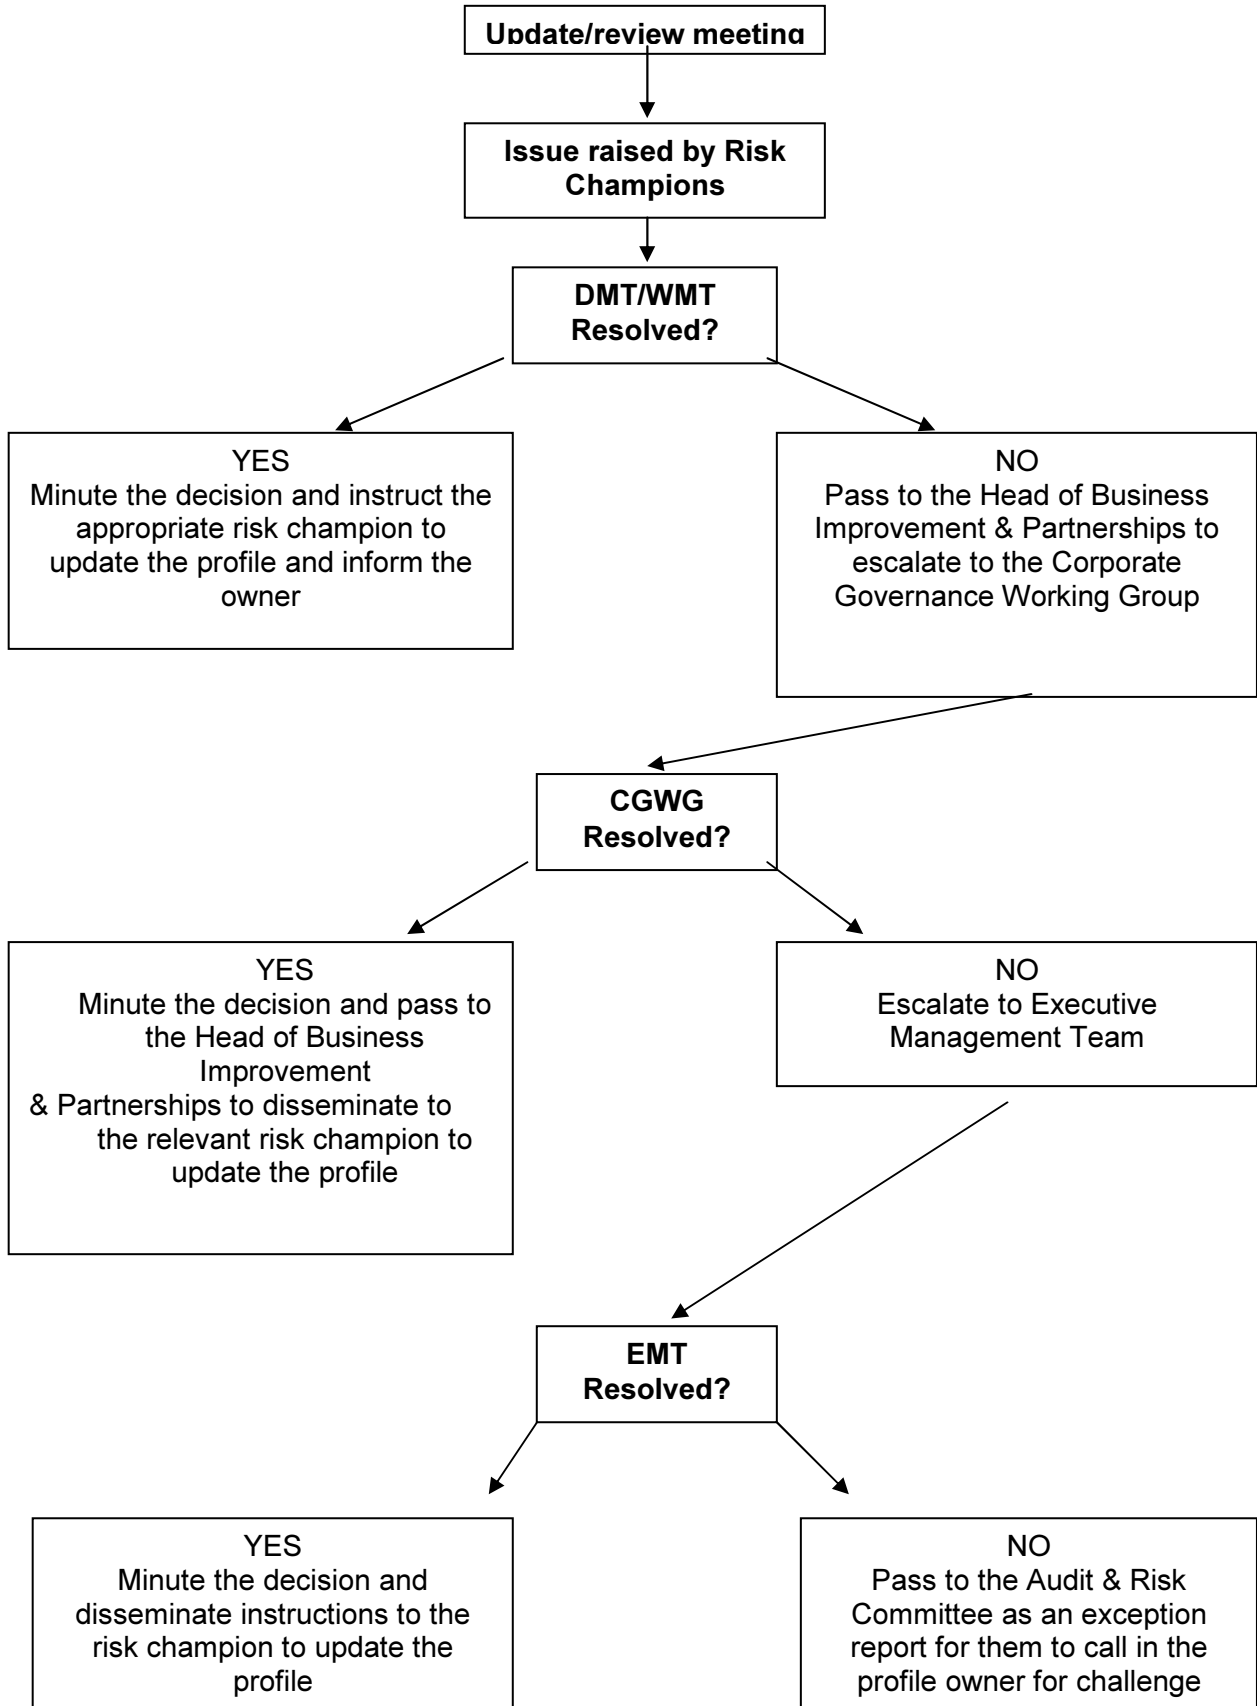 Update/review meeting
Issue raised by Risk
Champions
DMT/WMT
Resolved?
YES
Minute the decision and instruct the
appropriate risk champion to
update the profile and inform the
owner
NO
Pass to the Head of Business
Improvement & Partnerships to
escalate to the Corporate
Governance Working Group
CGWG
Resolved?
YES
Minute the decision and pass to
the Head of Business
Improvement
& Partnerships to disseminate to
the relevant risk champion to
update the profile
NO
Escalate to Executive
Management Team
EMT
Resolved?
YES
Minute the decision and
disseminate instructions to the
risk champion to update the
profile
NO
Pass to the Audit & Risk
Committee as an exception
report for them to call in the
profile owner for challenge